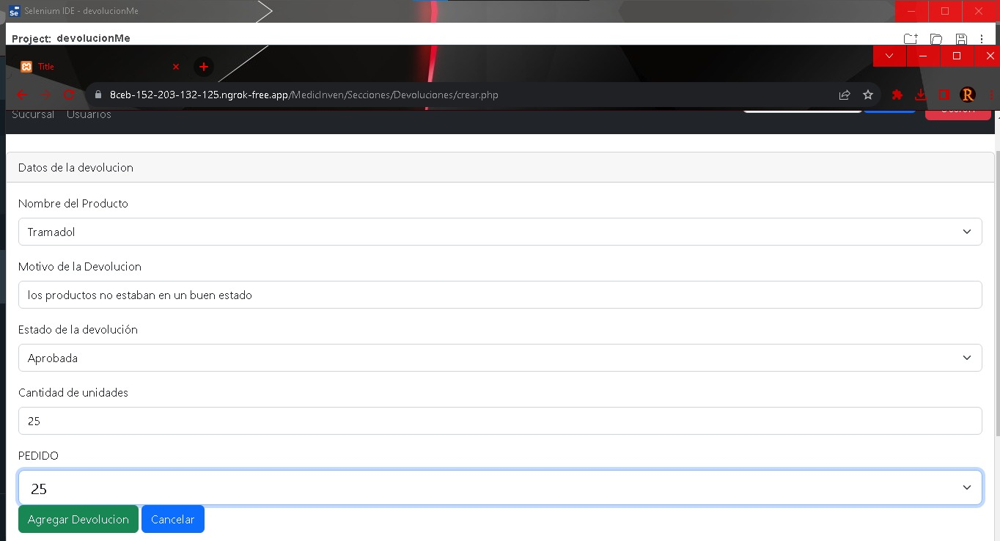 Selenium IDE - devolucionMe
Project: devolucionMe
Title
8ceb-152-203-132-125.ngrok-free.app/MedicInven/Secciones/Devoluciones/crear.php
R
Sucursal Usuarios
Datos de la devolucion
Nombre del Producto
Tramadol
Motivo de la Devolucion
los productos no estaban en un buen estado
Estado de la devolución
Aprobada
Cantidad de unidades
25
PEDIDO
25
Agregar Devolucion Cancelar